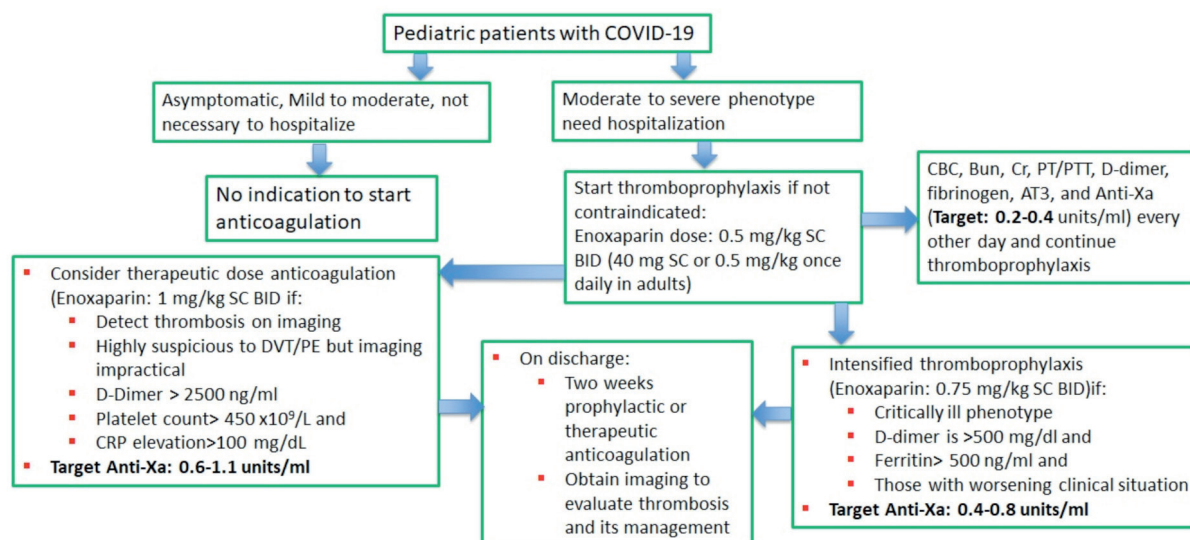 Pediatric patients with COVID-19
Asymptomatic, Mild to moderate, not
necessary to hospitalize
Moderate to severe phenotype
need hospitalization
No indication to start
anticoagulation
Start thromboprophylaxis if not
contraindicated:
Enoxaparin dose: 0.5 mg/kg SC
BID (40 mg SC or 0.5 mg/kg once
daily in adults)
CBC, Bun, Cr, PT/PTT, D-dimer,
fibrinogen, AT3, and Anti-Xa
(Target: 0.2-0.4 units/ml) every
other day and continue
thromboprophylaxis
▪ Consider therapeutic dose anticoagulation
(Enoxaparin: 1 mg/kg SC BID if:
▪ Detect thrombosis on imaging
▪ Highly suspicious to DVT/PE but imaging
impractical
▪ D-Dimer > 2500 ng/ml
▪ Platelet count> 450 x10⁹/L and
▪ CRP elevation>100 mg/dL
▪ Target Anti-Xa: 0.6-1.1 units/ml
▪ On discharge:
▪ Two weeks
prophylactic or
therapeutic
anticoagulation
▪ Obtain imaging to
evaluate thrombosis
and its management
▪ Intensified thromboprophylaxis
(Enoxaparin: 0.75 mg/kg SC BID)if:
▪ Critically ill phenotype
▪ D-dimer is >500 mg/dl and
▪ Ferritin> 500 ng/ml and
▪ Those with worsening clinical situation
▪ Target Anti-Xa: 0.4-0.8 units/ml